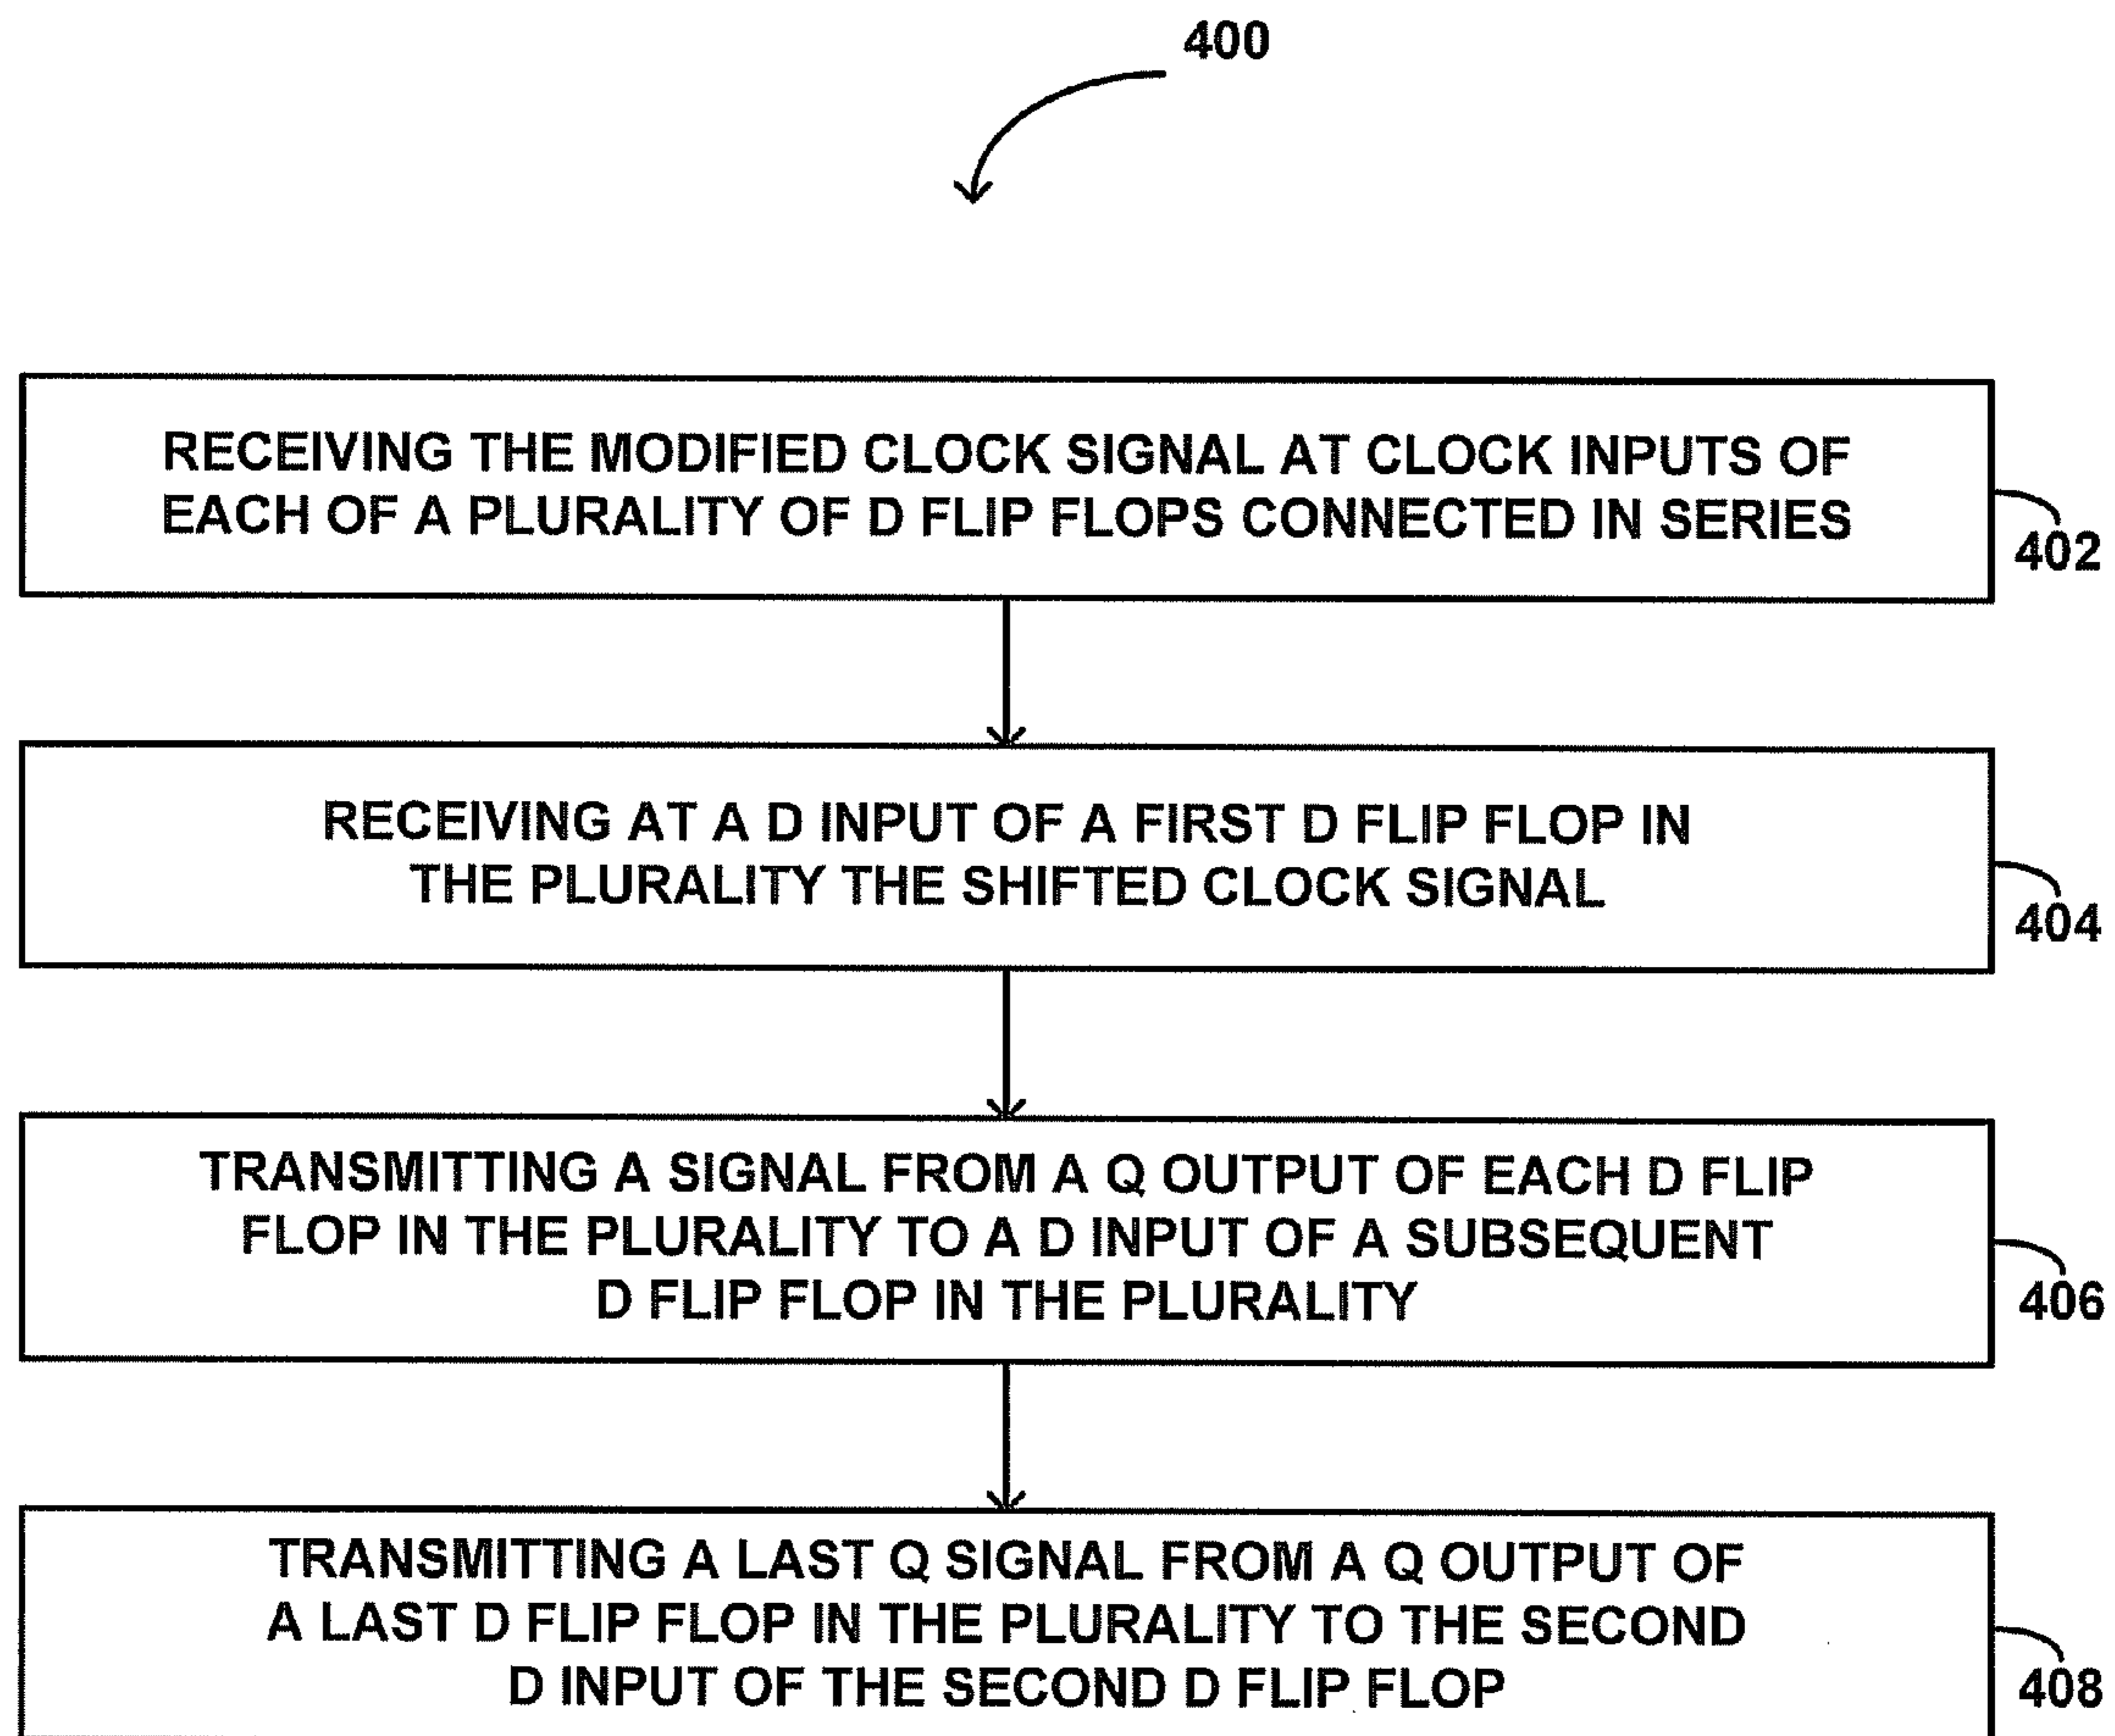 400
RECEIVING THE MODIFIED CLOCK SIGNAL AT CLOCK INPUTS OF
EACH OF A PLURALITY OF D FLIP FLOPS CONNECTED IN SERIES
402
RECEIVING AT A D INPUT OF A FIRST D FLIP FLOP IN
THE PLURALITY THE SHIFTED CLOCK SIGNAL
404
TRANSMITTING A SIGNAL FROM A Q OUTPUT OF EACH D FLIP
FLOP IN THE PLURALITY TO A D INPUT OF A SUBSEQUENT
D FLIP FLOP IN THE PLURALITY
406
TRANSMITTING A LAST Q SIGNAL FROM A Q OUTPUT OF
A LAST D FLIP FLOP IN THE PLURALITY TO THE SECOND
D INPUT OF THE SECOND D FLIP FLOP
408